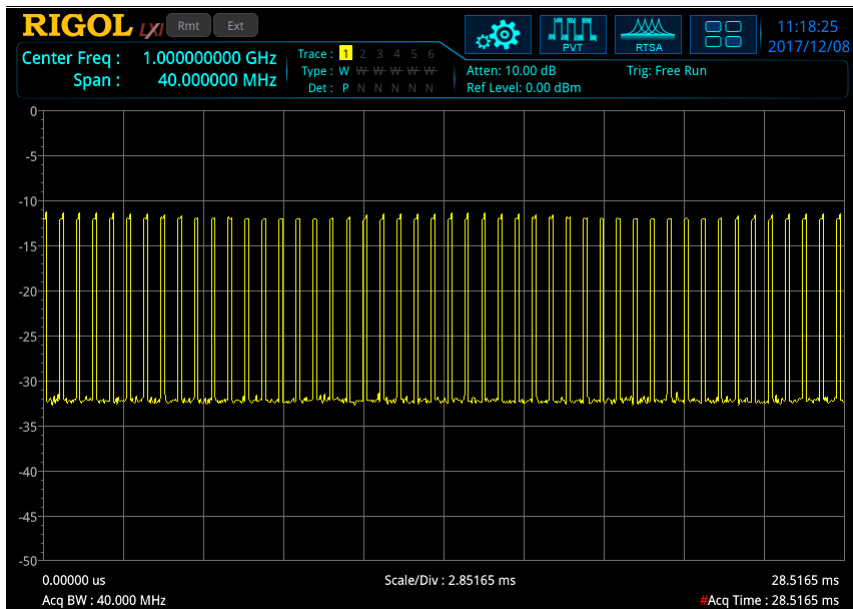 RIGOL LXI Rmt Ext
PVT RTSA
11:18:25
2017/12/08
Center Freq : 1.000000000 GHz
Span : 40.000000 MHz
Trace : 1 2 3 4 5 6
Type : W W W W W W
Det : P N N N N N
Atten: 10.00 dB
Ref Level: 0.00 dBm
Trig: Free Run
0
-5
-10
-15
-20
-25
-30
-35
-40
-45
-50
0.00000 us Scale/Div : 2.85165 ms 28.5165 ms
Acq BW : 40.000 MHz #Acq Time : 28.5165 ms